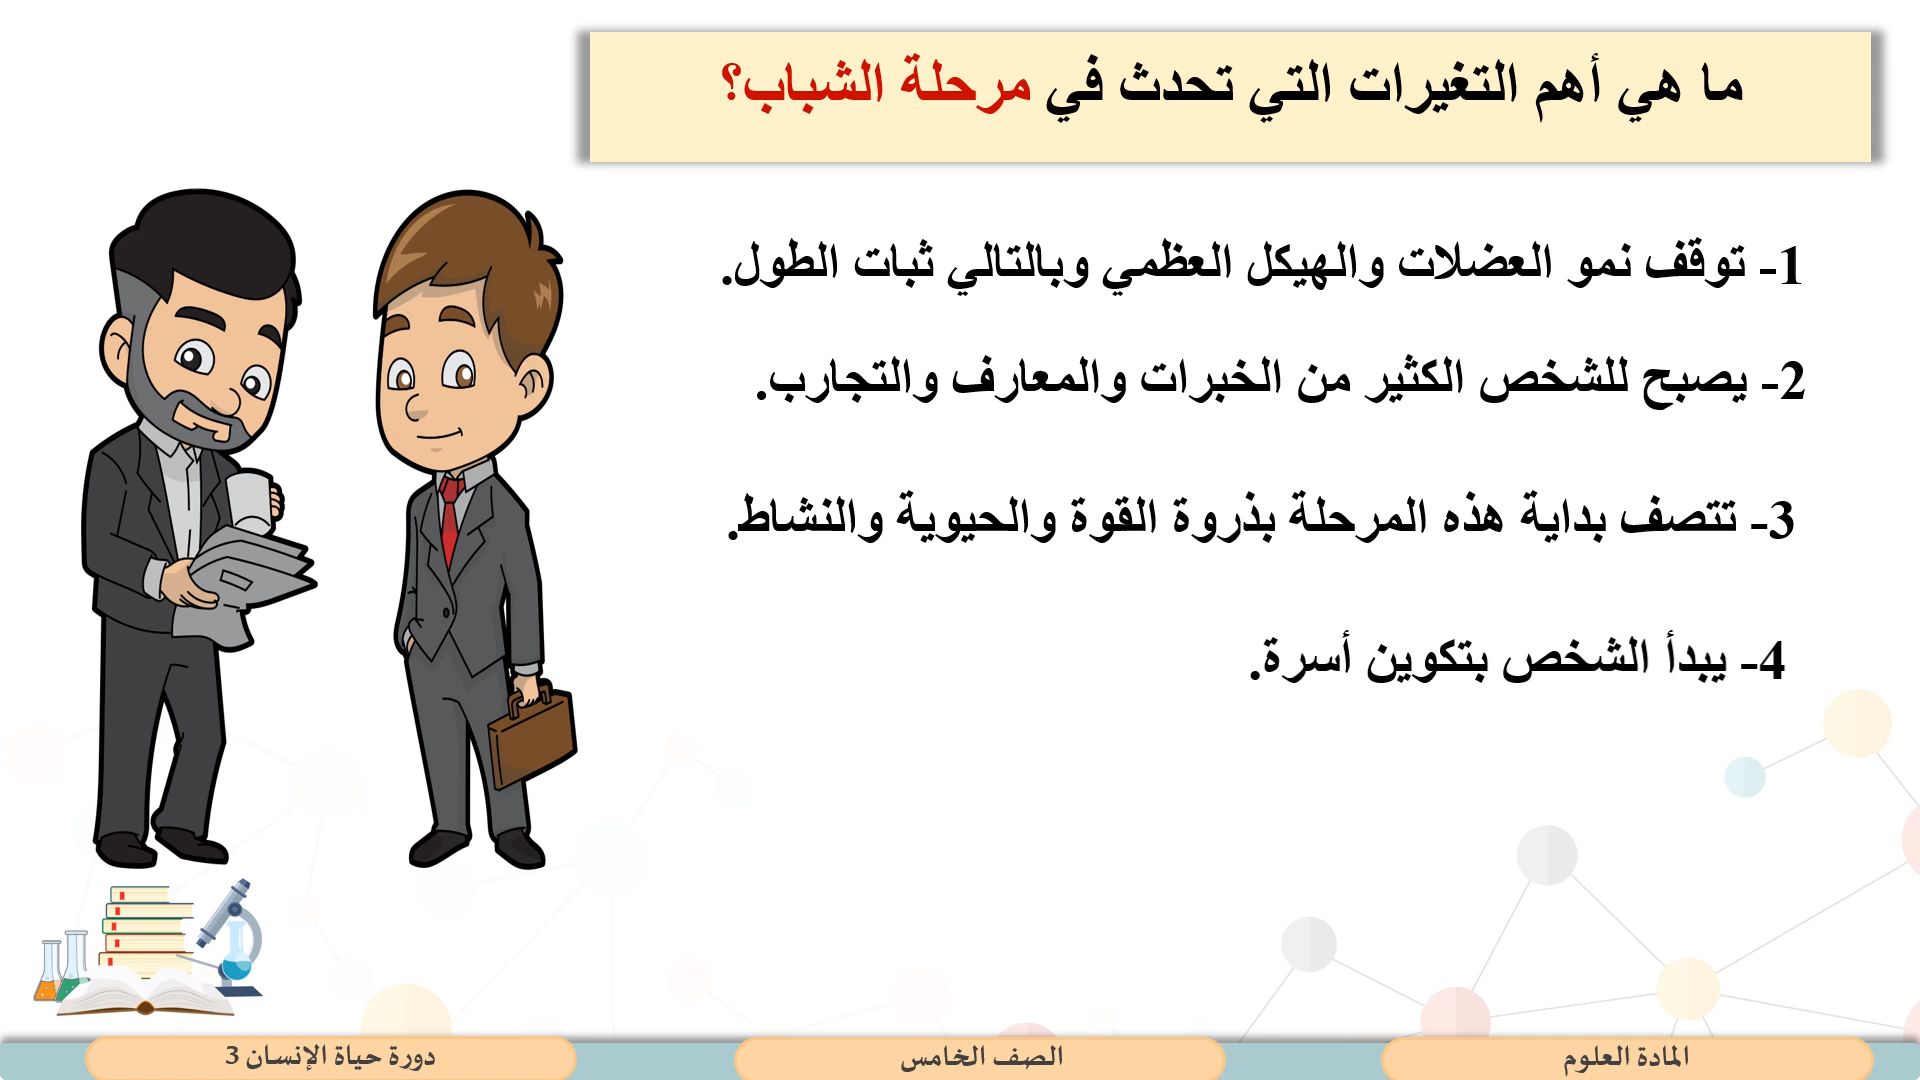 ما هي أهم التغيرات التي تحدث في مرحلة الشباب؟
1- توقف نمو العضلات والهيكل العظمي وبالتالي ثبات الطول.
2- يصبح للشخص الكثير من الخبرات والمعارف والتجارب.
3- تتصف بداية هذه المرحلة بذروة القوة والحيوية والنشاط.
4- يبدأ الشخص بتكوين أسرة.
المادة العلوم
الصف الخامس
دورة حياة الإنسان 3